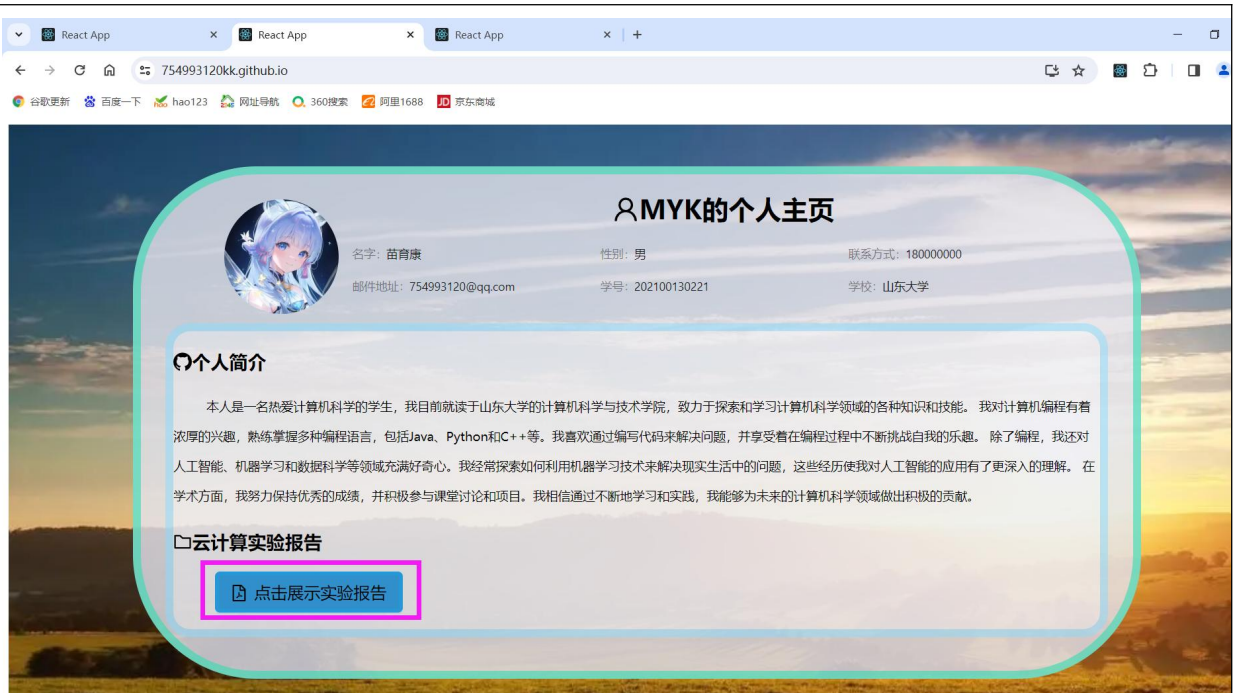 React App
React App
React App
754993120kk.github.io
谷歌更新 百度一下 hao123 网址导航 360搜索 阿里1688 JD 京东商城
MYK的个人主页
名字: 苗育康 性别: 男 联系方式: 180000000
邮件地址: 754993120@qq.com 学号: 202100130221 学校: 山东大学
个人简介
本人是一名热爱计算机科学的学生，我目前就读于山东大学的计算机科学与技术学院，致力于探索和学习计算机科学领域的各种知识和技能。 我对计算机编程有着
浓厚的兴趣，熟练掌握多种编程语言，包括Java、Python和C++等。我喜欢通过编写代码来解决问题，并享受着在编程过程中不断挑战自我的乐趣。 除了编程，我还对
人工智能、机器学习和数据科学等领域充满好奇心。我经常探索如何利用机器学习技术来解决现实生活中的问题，这些经历使我对人工智能的应用有了更深入的理解。 在
学术方面，我努力保持优秀的成绩，并积极参与课堂讨论和项目。我相信通过不断地学习和实践，我能够为未来的计算机科学领域做出积极的贡献。
云计算实验报告
点击展示实验报告